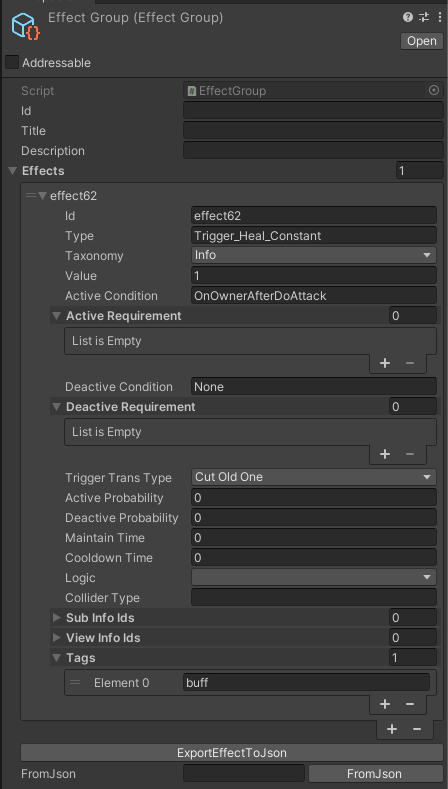 Effect Group (Effect Group)
Open
Addressable
Script EffectGroup
Id
Title
Description
Effects 1
effect62
Id effect62
Type Trigger_Heal_Constant
Taxonomy Info
Value 1
Active Condition OnOwnerAfterDoAttack
Active Requirement 0
List is Empty
+ −
Deactive Condition None
Deactive Requirement 0
List is Empty
+ −
Trigger Trans Type Cut Old One
Active Probability 0
Deactive Probability 0
Maintain Time 0
Cooldown Time 0
Logic
Collider Type
Sub Info Ids 0
View Info Ids 0
Tags 1
Element 0 buff
+ −
+ −
ExportEffectToJson
FromJson FromJson